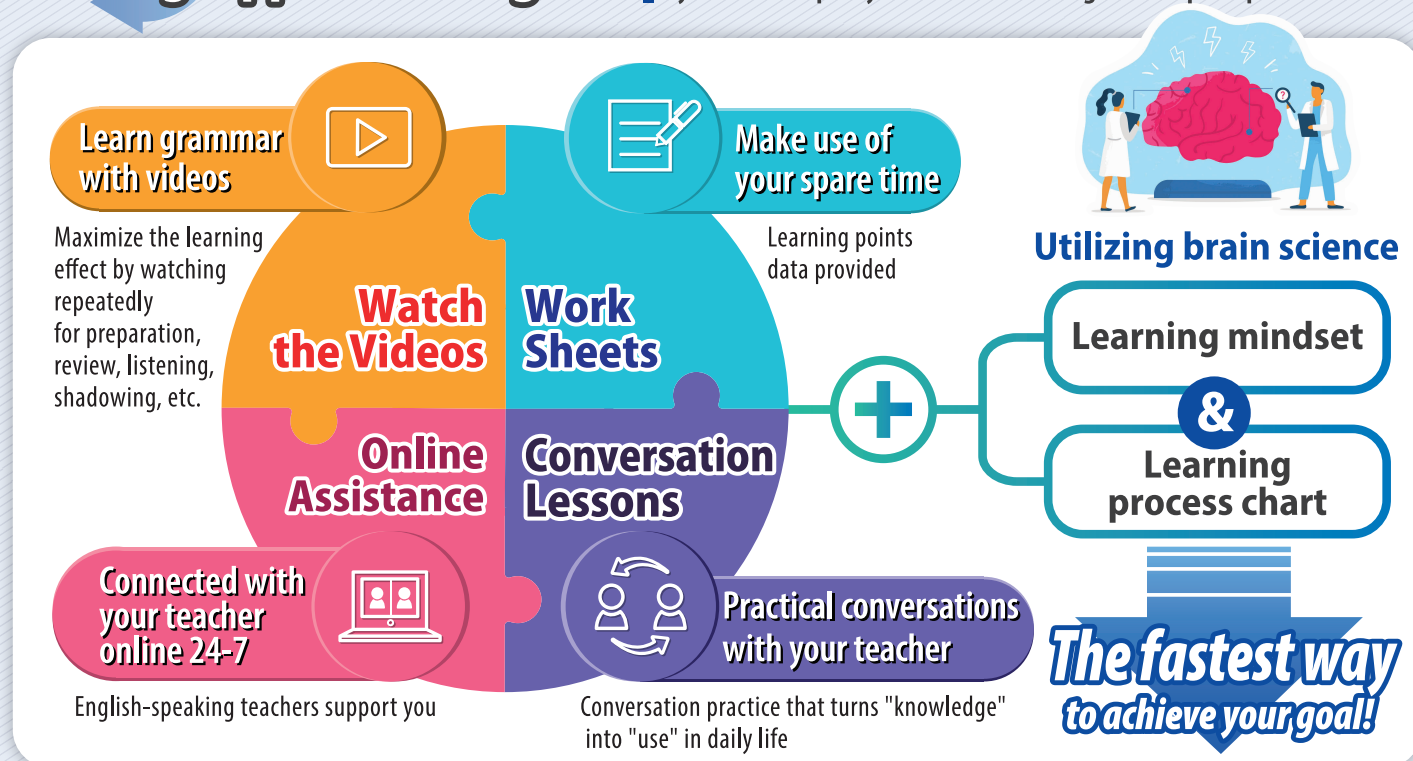 Learn grammar
with videos
Maximize the learning
effect by watching
repeatedly
for preparation,
review, listening,
shadowing, etc.
Watch
the Videos
Make use of
your spare time
Learning points
data provided
Work
Sheets
Online
Assistance
Connected with
your teacher
online 24-7
English-speaking teachers support you
Conversation
Lessons
Practical conversations
with your teacher
Conversation practice that turns "knowledge"
into "use" in daily life
?
Utilizing brain science
+
Learning mindset
&
Learning
process chart
The fastest way
to achieve your goal!